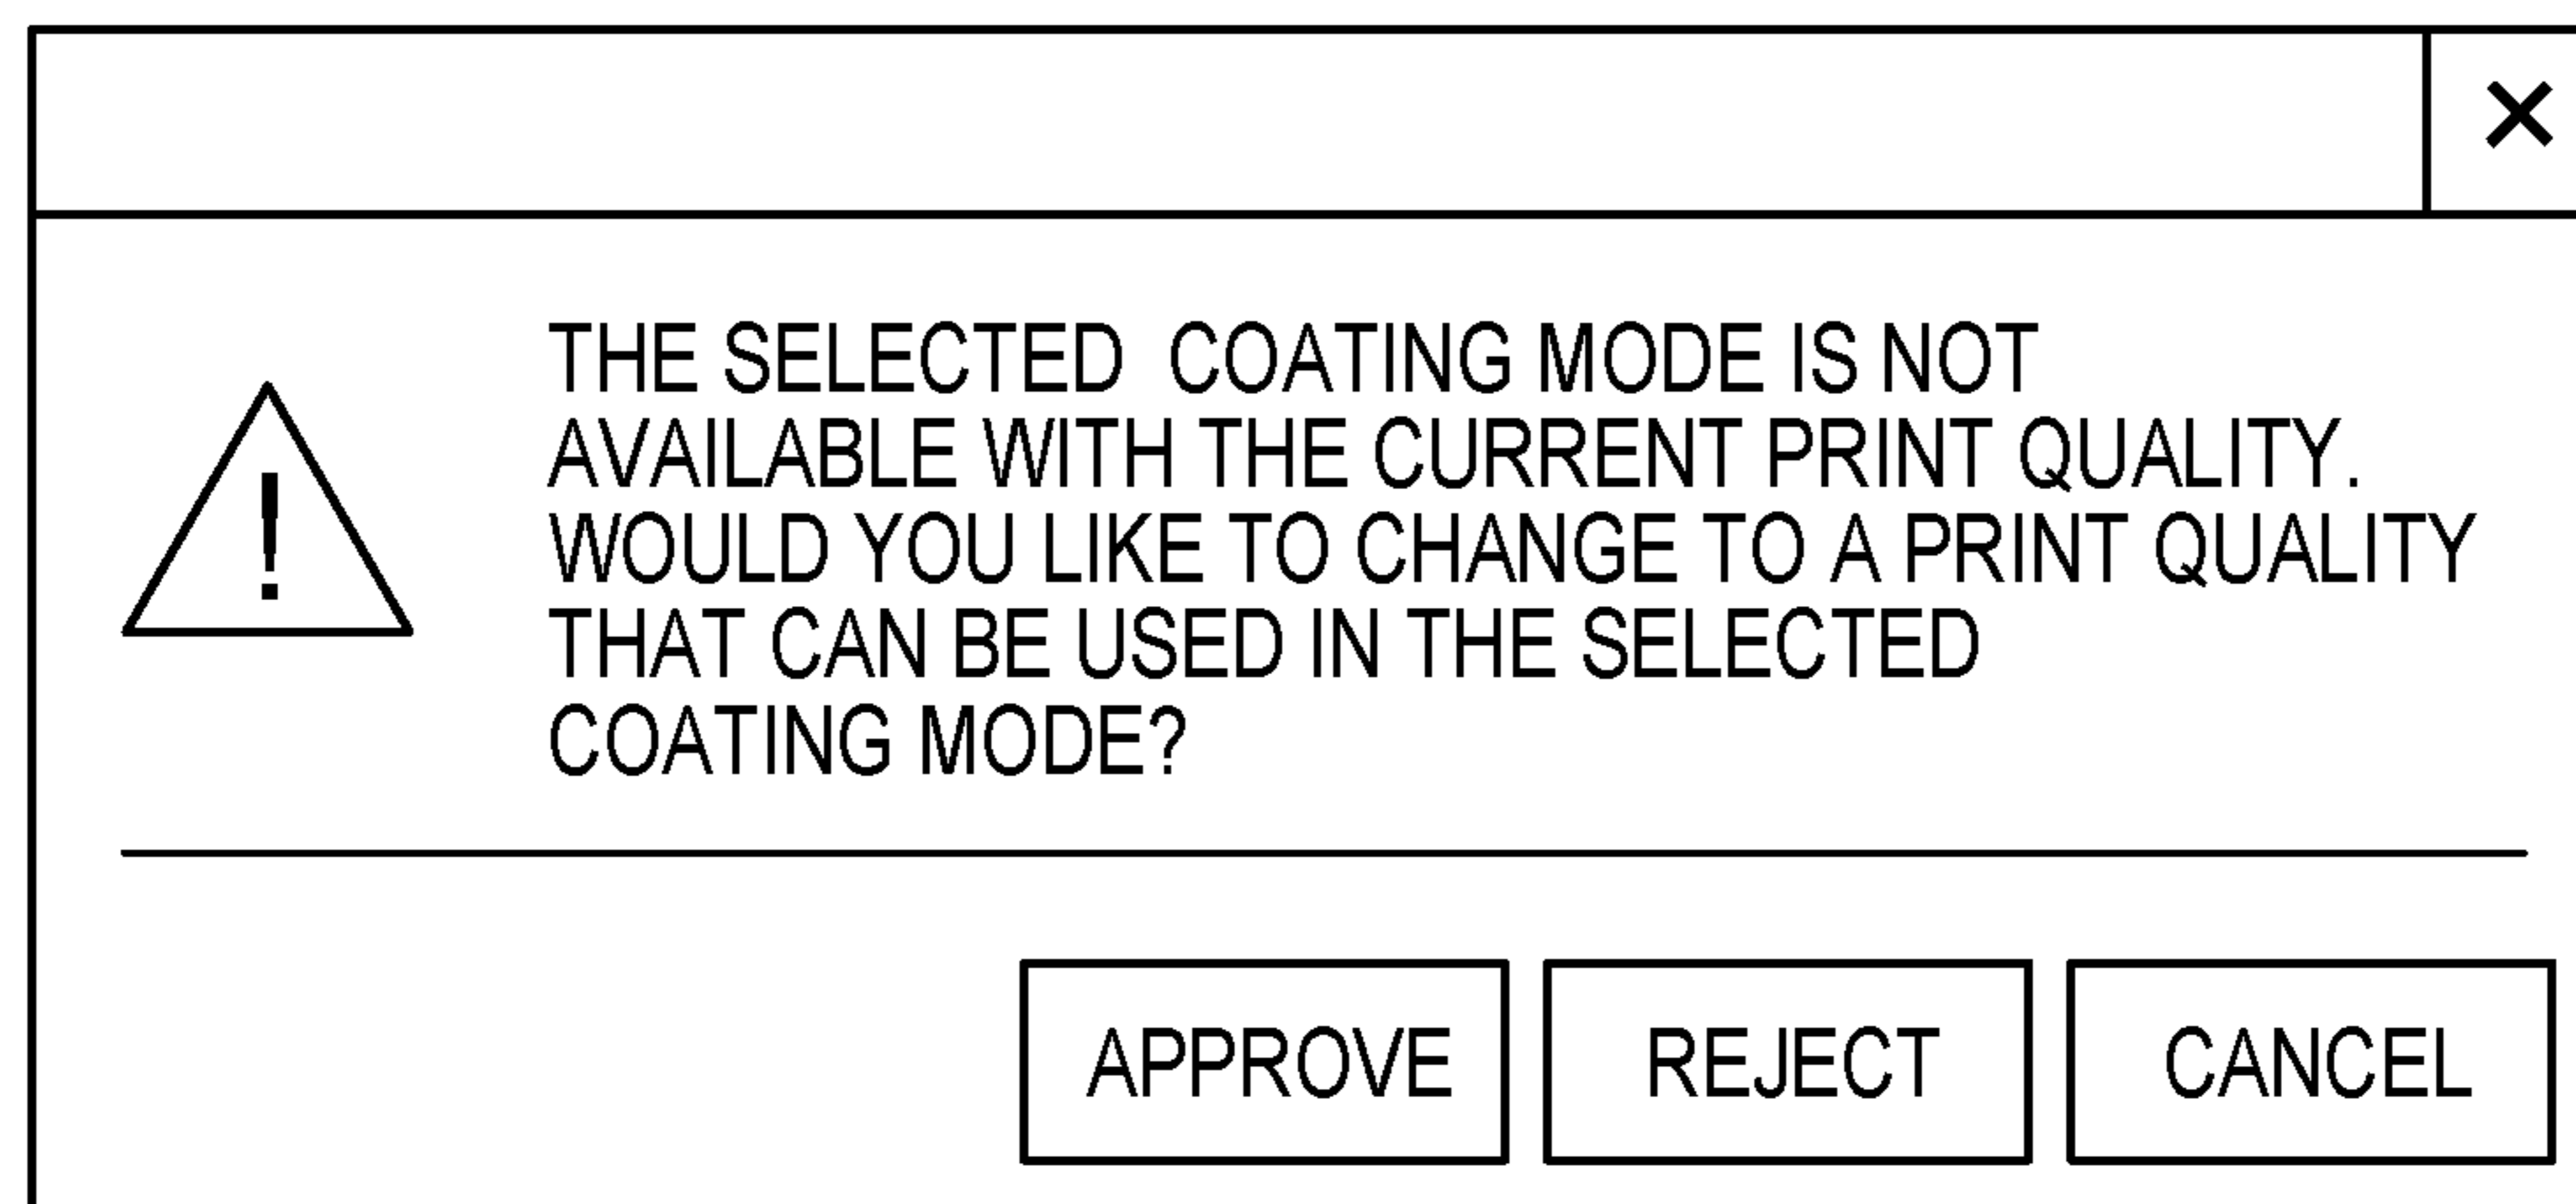 THE SELECTED COATING MODE IS NOT
AVAILABLE WITH THE CURRENT PRINT QUALITY.
WOULD YOU LIKE TO CHANGE TO A PRINT QUALITY
THAT CAN BE USED IN THE SELECTED
COATING MODE?
!
APPROVE REJECT CANCEL